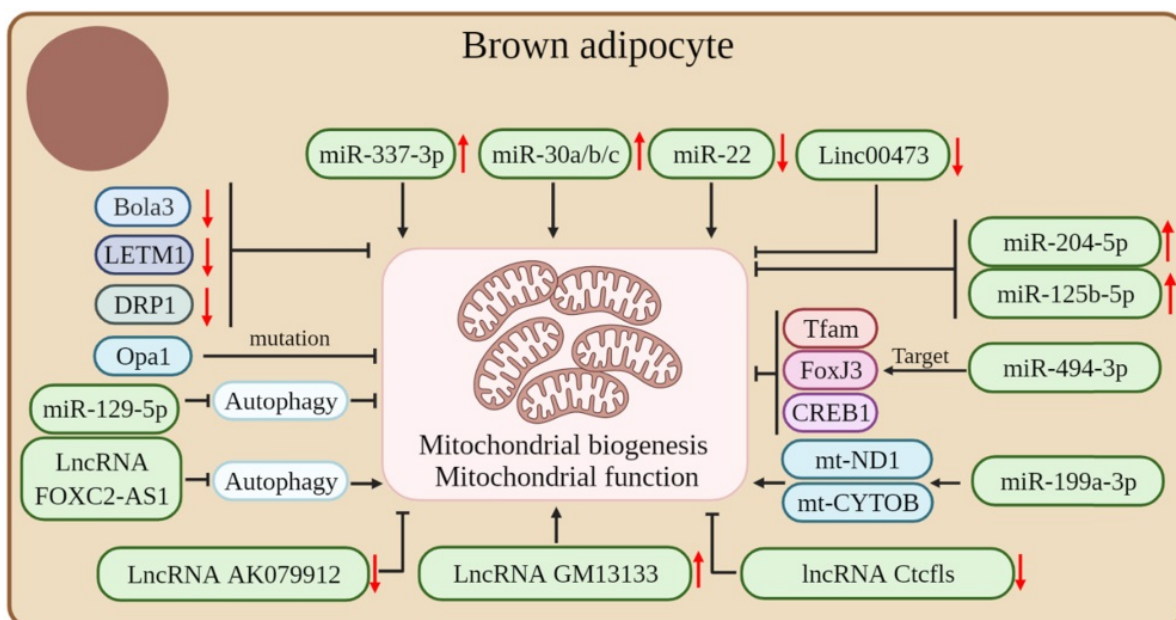 Brown adipocyte
miR-337-3p
miR-30a/b/c
miR-22
Linc00473
Bola3
LETM1
DRP1
Opa1
mutation
miR-129-5p
Autophagy
LncRNA
FOXC2-AS1
Autophagy
miR-204-5p
miR-125b-5p
Tfam
FoxJ3
CREB1
Target
miR-494-3p
mt-ND1
mt-CYTOB
miR-199a-3p
Mitochondrial biogenesis
Mitochondrial function
LncRNA AK079912
LncRNA GM13133
lncRNA Ctcfls